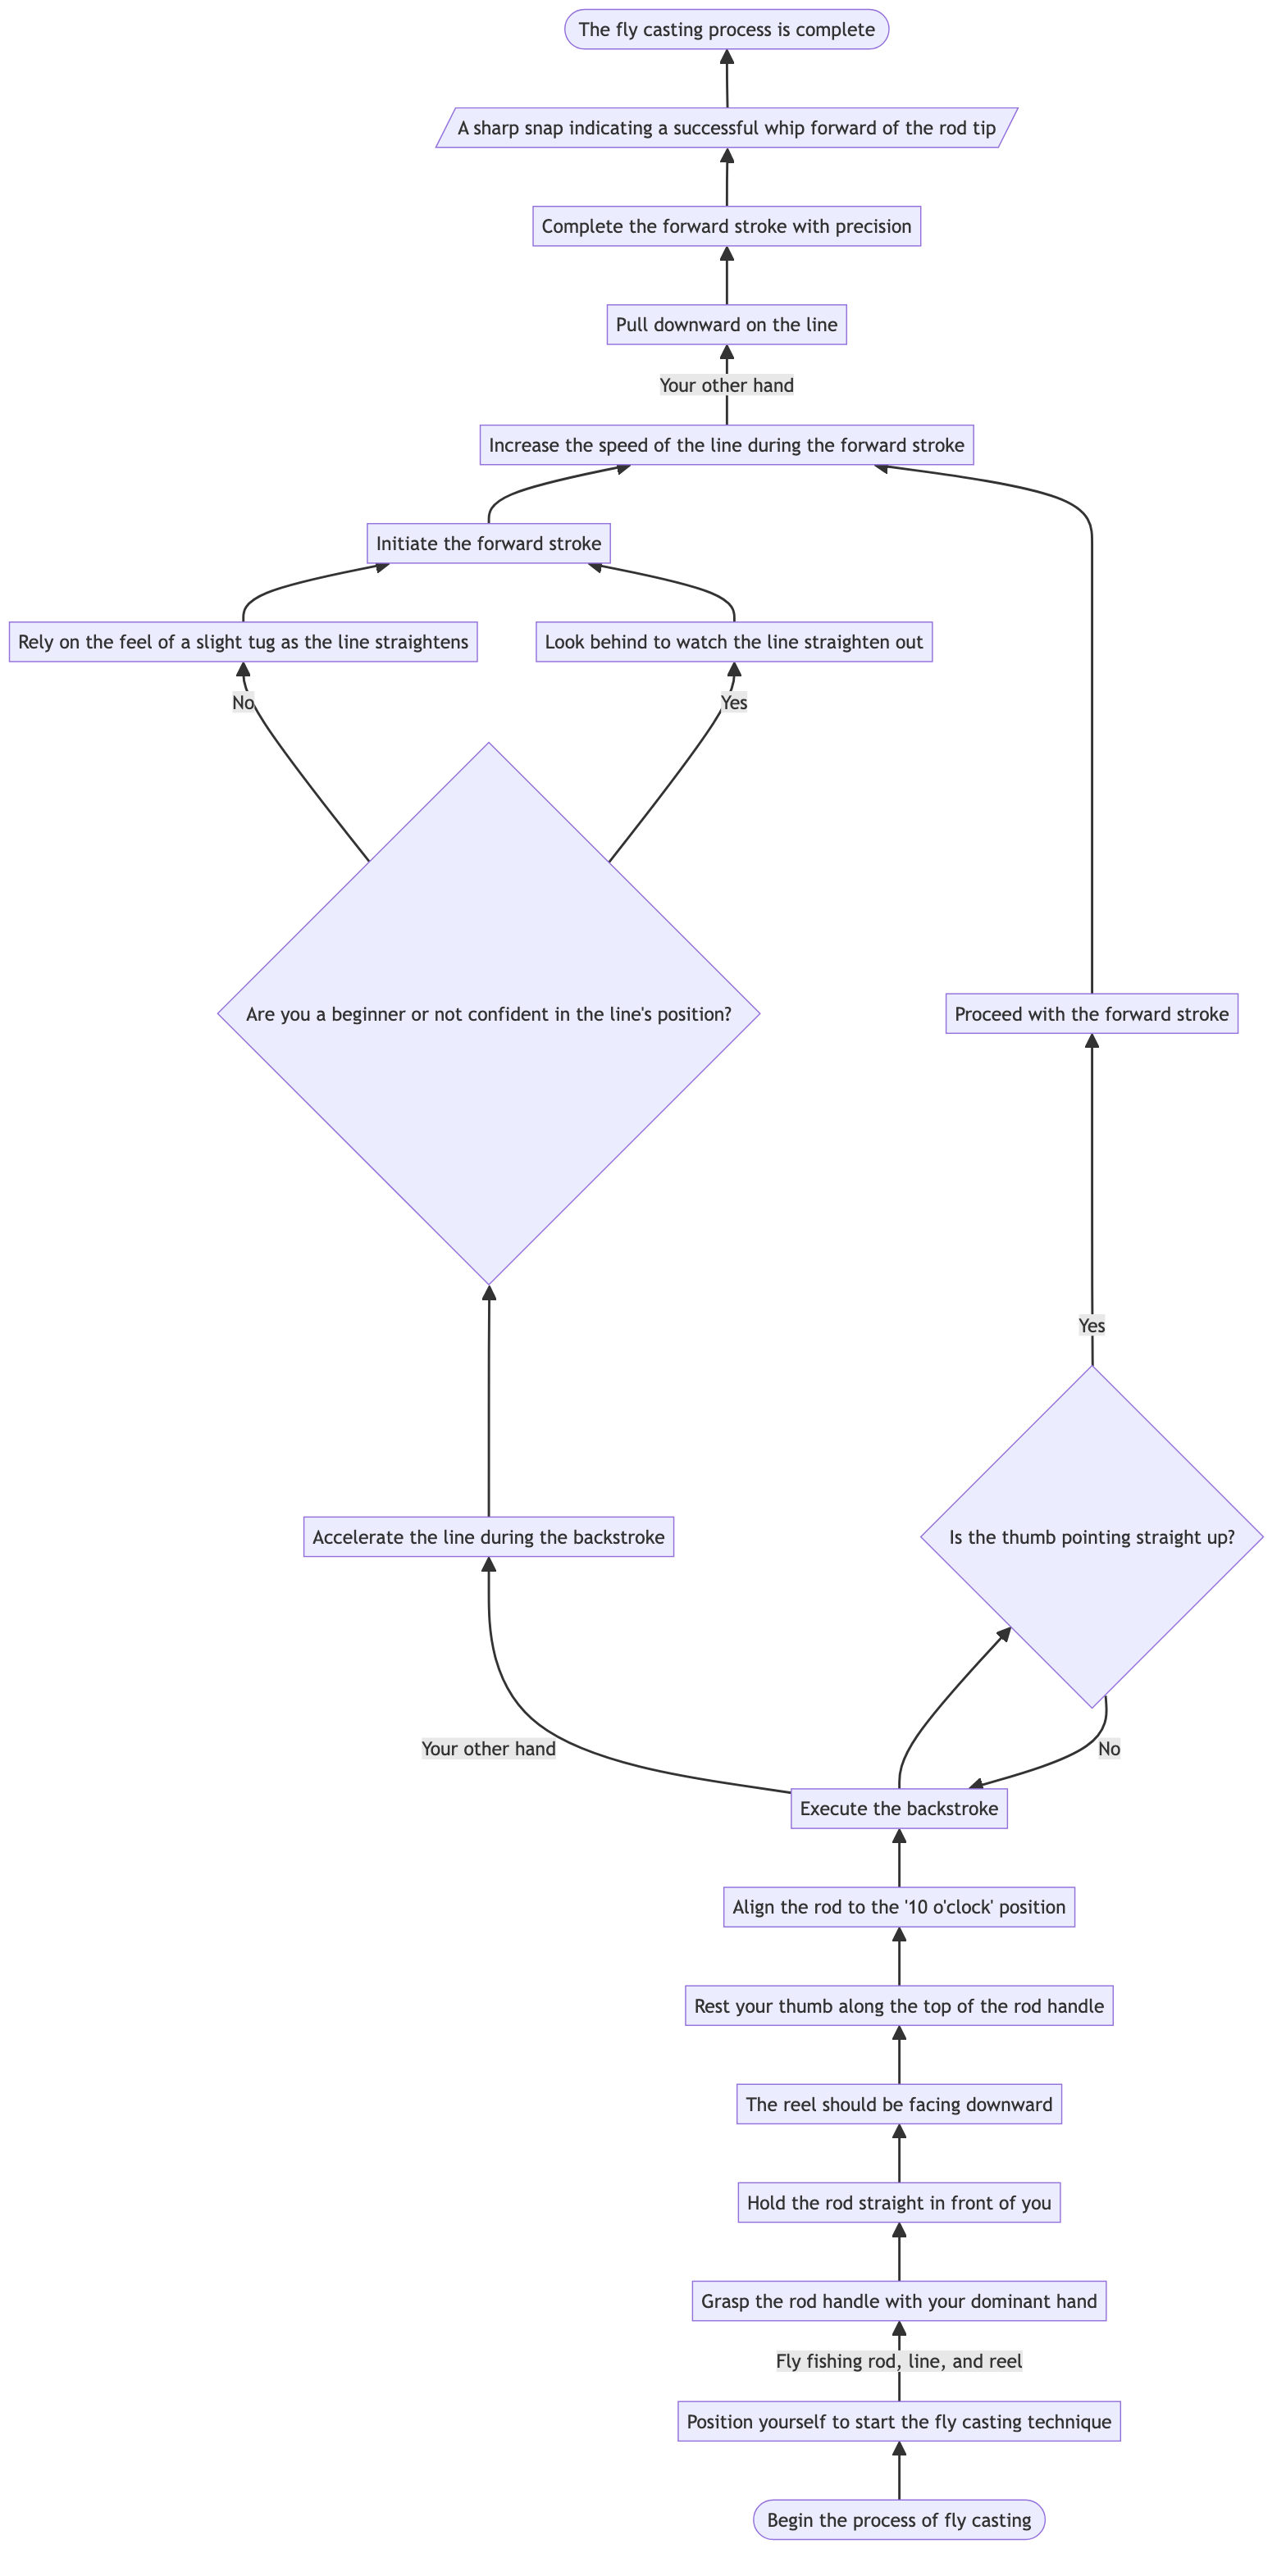 The fly casting process is complete
A sharp snap indicating a successful whip forward of the rod tip
Complete the forward stroke with precision
Pull downward on the line
Your other hand
Increase the speed of the line during the forward stroke
Initiate the forward stroke
Rely on the feel of a slight tug as the line straightens
Look behind to watch the line straighten out
No
Yes
Are you a beginner or not confident in the line's position?
Proceed with the forward stroke
Yes
Accelerate the line during the backstroke
Is the thumb pointing straight up?
Your other hand
No
Execute the backstroke
Align the rod to the '10 o'clock' position
Rest your thumb along the top of the rod handle
The reel should be facing downward
Hold the rod straight in front of you
Grasp the rod handle with your dominant hand
Fly fishing rod, line, and reel
Position yourself to start the fly casting technique
Begin the process of fly casting